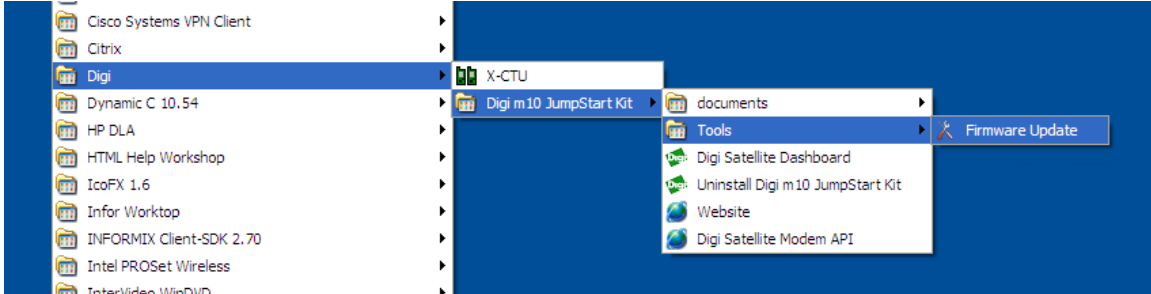 Cisco Systems VPN Client
Citrix
Digi
Dynamic C 10.54
HP DLA
HTML Help Workshop
IcoFX 1.6
Infor Worktop
INFORMIX Client-SDK 2.70
Intel PROSet Wireless
InterVideo WinDVD
X-CTU
Digi m10 JumpStart Kit
documents
Tools
Digi Satellite Dashboard
Uninstall Digi m10 JumpStart Kit
Website
Digi Satellite Modem API
Firmware Update